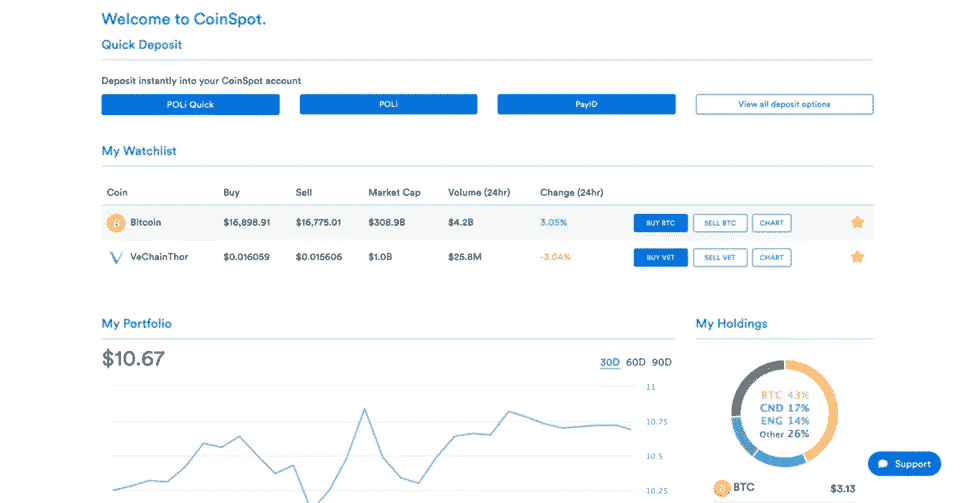 Welcome to CoinSpot.
Quick Deposit
Deposit instantly into your CoinSpot account
POLi Quick POLi PayID View all deposit options
My Watchlist
Coin Buy Sell Market Cap Volume (24hr) Change (24hr)
Bitcoin $16,898.91 $16,775.01 $308.9B $4.2B 3.05% BUY BTC SELL BTC CHART
VeChainThor $0.016059 $0.015606 $1.0B $25.8M -3.04% BUY VET SELL VET CHART
My Portfolio
$10.67
30D 60D 90D
11
10.75
10.5
10.25
My Holdings
BTC 43%
CND 17%
ENG 14%
Other 26%
BTC $3.13
Support